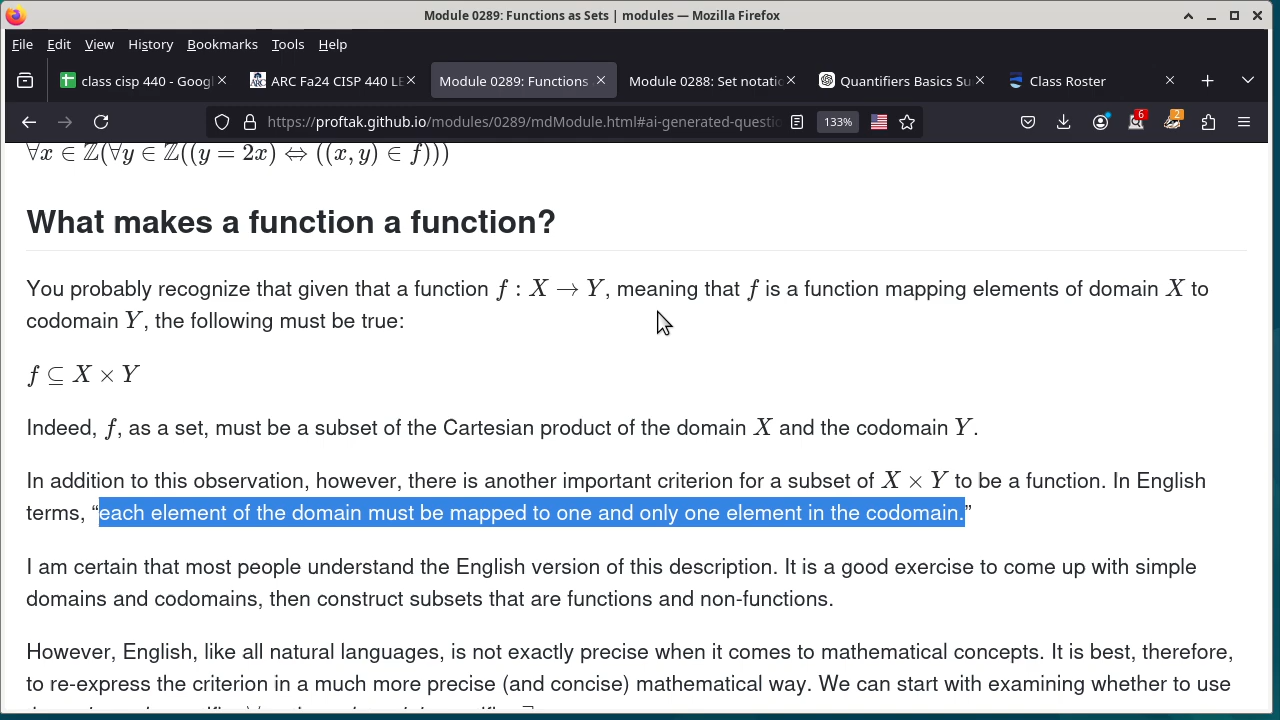 Module 0289: Functions as Sets | modules — Mozilla Firefox
File Edit View History Bookmarks Tools Help
class cisp 440 - Googl
ARC Fa24 CISP 440 LE
Module 0289: Functions
Module 0288: Set notatio
Quantifiers Basics Su
Class Roster
https://proftak.github.io/modules/0289/mdModule.html#ai-generated-questio
133%
6
2
∀x ∈ ℤ(∀y ∈ ℤ((y = 2x) ⇔ ((x, y) ∈ f)))
What makes a function a function?
You probably recognize that given that a function f : X → Y, meaning that f is a function mapping elements of domain X to
codomain Y, the following must be true:
f ⊆ X × Y
Indeed, f, as a set, must be a subset of the Cartesian product of the domain X and the codomain Y.
In addition to this observation, however, there is another important criterion for a subset of X × Y to be a function. In English
terms, “each element of the domain must be mapped to one and only one element in the codomain.”
I am certain that most people understand the English version of this description. It is a good exercise to come up with simple
domains and codomains, then construct subsets that are functions and non-functions.
However, English, like all natural languages, is not exactly precise when it comes to mathematical concepts. It is best, therefore,
to re-express the criterion in a much more precise (and concise) mathematical way. We can start with examining whether to use